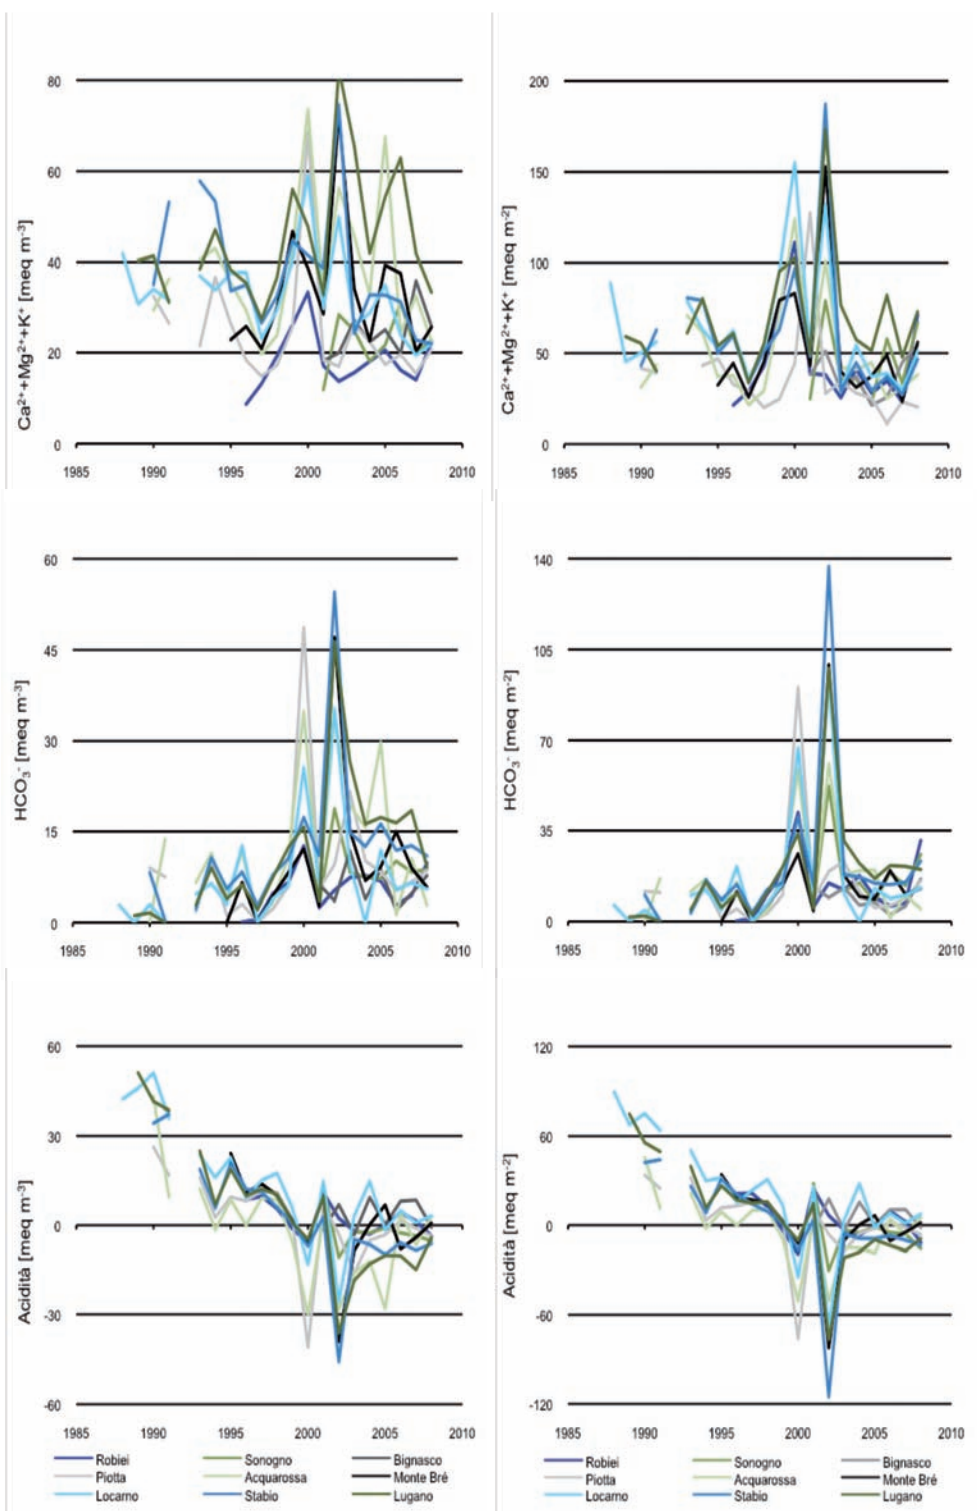 Ca²⁺+Mg²⁺+K⁺ [meq m⁻³]
80
60
40
20
0
1985 1990 1995 2000 2005 2010
Ca²⁺+Mg²⁺+K⁺ [meq m⁻²]
200
150
100
50
0
1985 1990 1995 2000 2005 2010
HCO₃⁻ [meq m⁻³]
60
45
30
15
0
1985 1990 1995 2000 2005 2010
HCO₃⁻ [meq m⁻²]
140
105
70
35
0
1985 1990 1995 2000 2005 2010
Acidità [meq m⁻³]
60
30
0
-30
-60
1985 1990 1995 2000 2005 2010
Robiei Sonogno Bignasco
Piotta Acquarossa Monte Bré
Locarno Stabio Lugano
Acidità [meq m⁻²]
120
60
0
-60
-120
1985 1990 1995 2000 2005 2010
Robiei Sonogno Bignasco
Piotta Acquarossa Monte Bré
Locarno Stabio Lugano